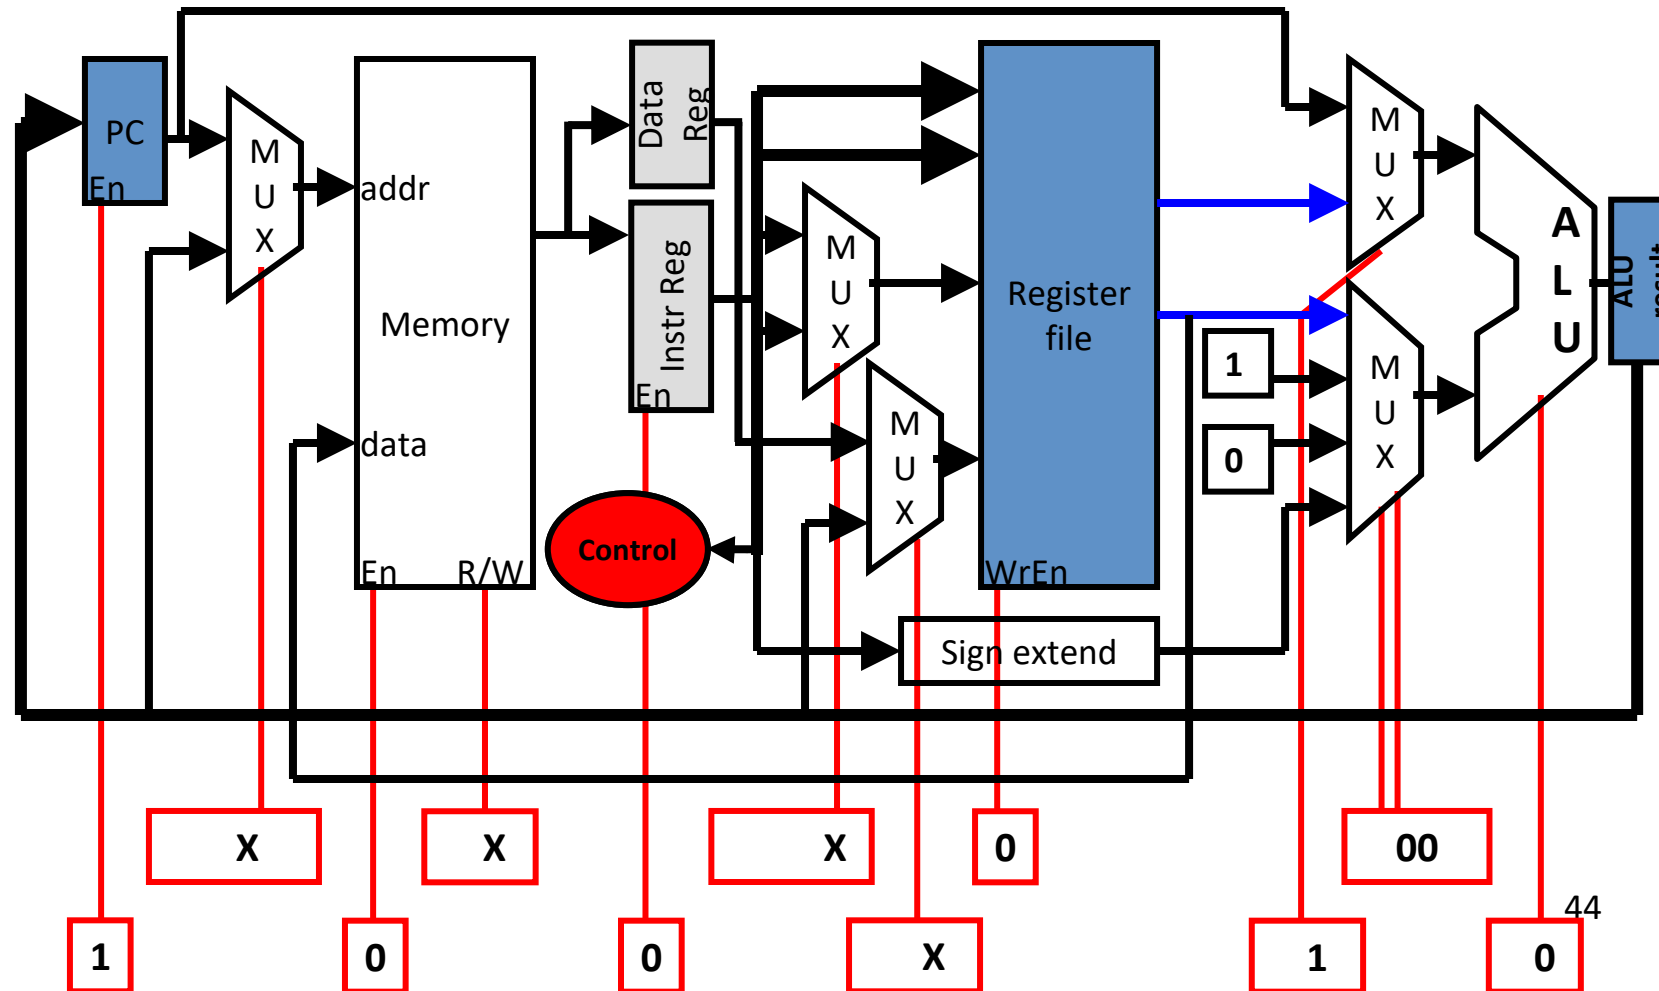 PC
En
M
U
X
addr
data
Memory
En
R/W
Data
Reg
Instr Reg
En
Control
M
U
X
M
U
X
Register
file
WrEn
Sign extend
M
U
X
1
0
M
U
X
A
L
U
ALU
result
X
X
X
0
00
44
1
0
0
X
1
0